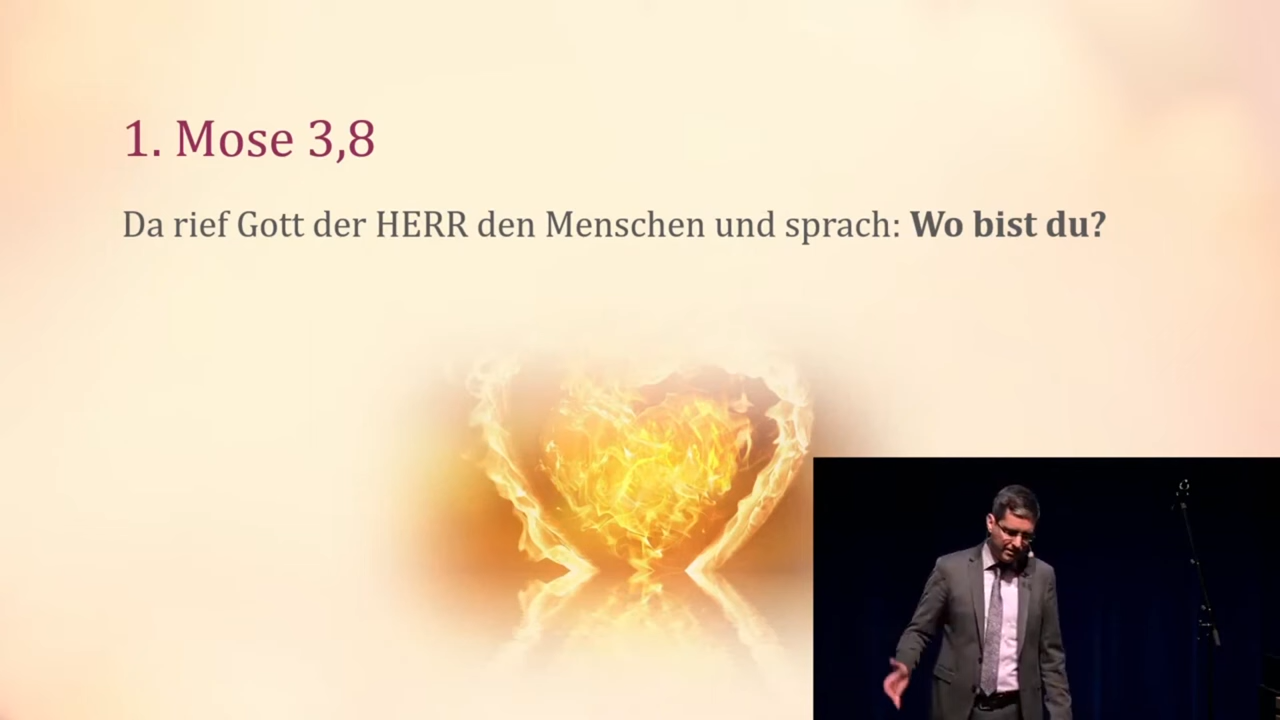 1. Mose 3,8
Da rief Gott der HERR den Menschen und sprach: Wo bist du?